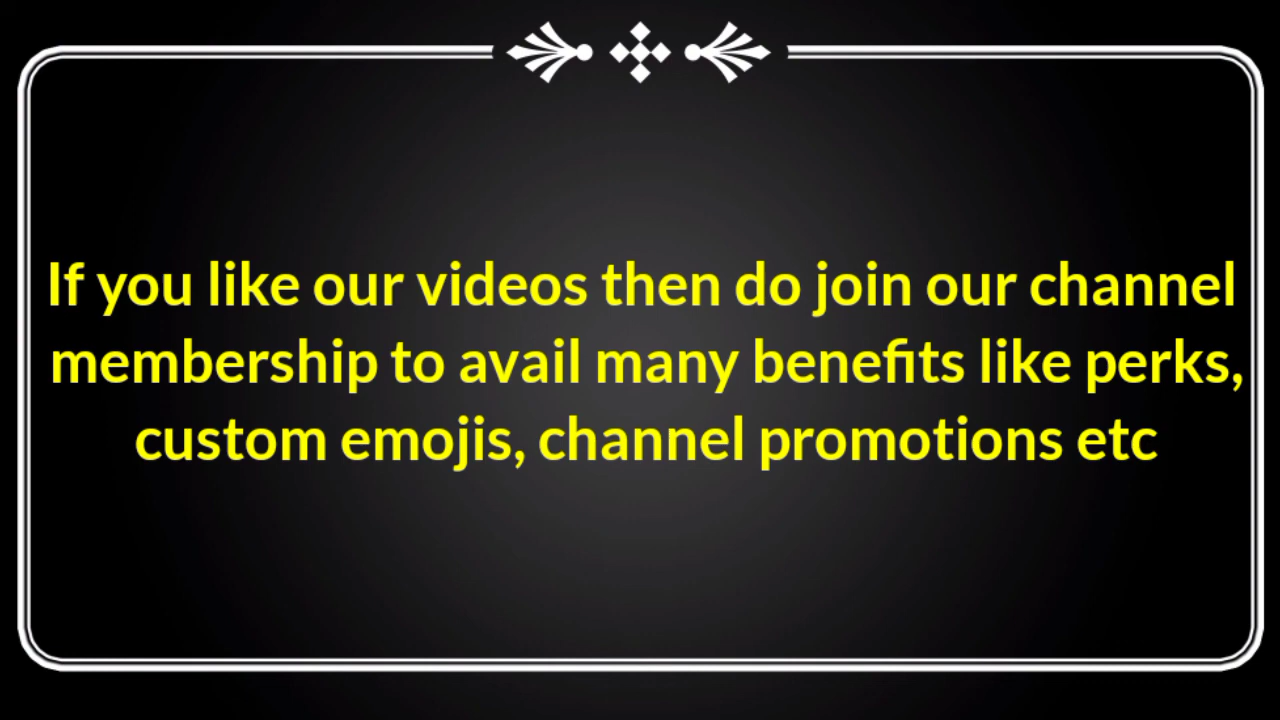 If you like our videos then do join our channel
membership to avail many benefits like perks,
custom emojis, channel promotions etc